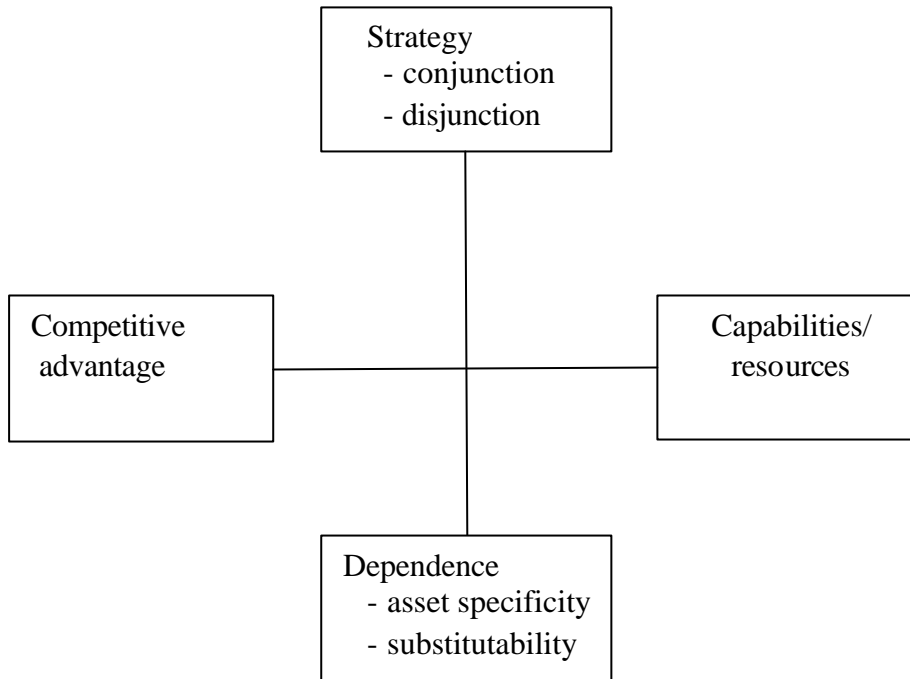 Strategy
- conjunction
- disjunction
Competitive
advantage
Capabilities/
resources
Dependence
- asset specificity
- substitutability